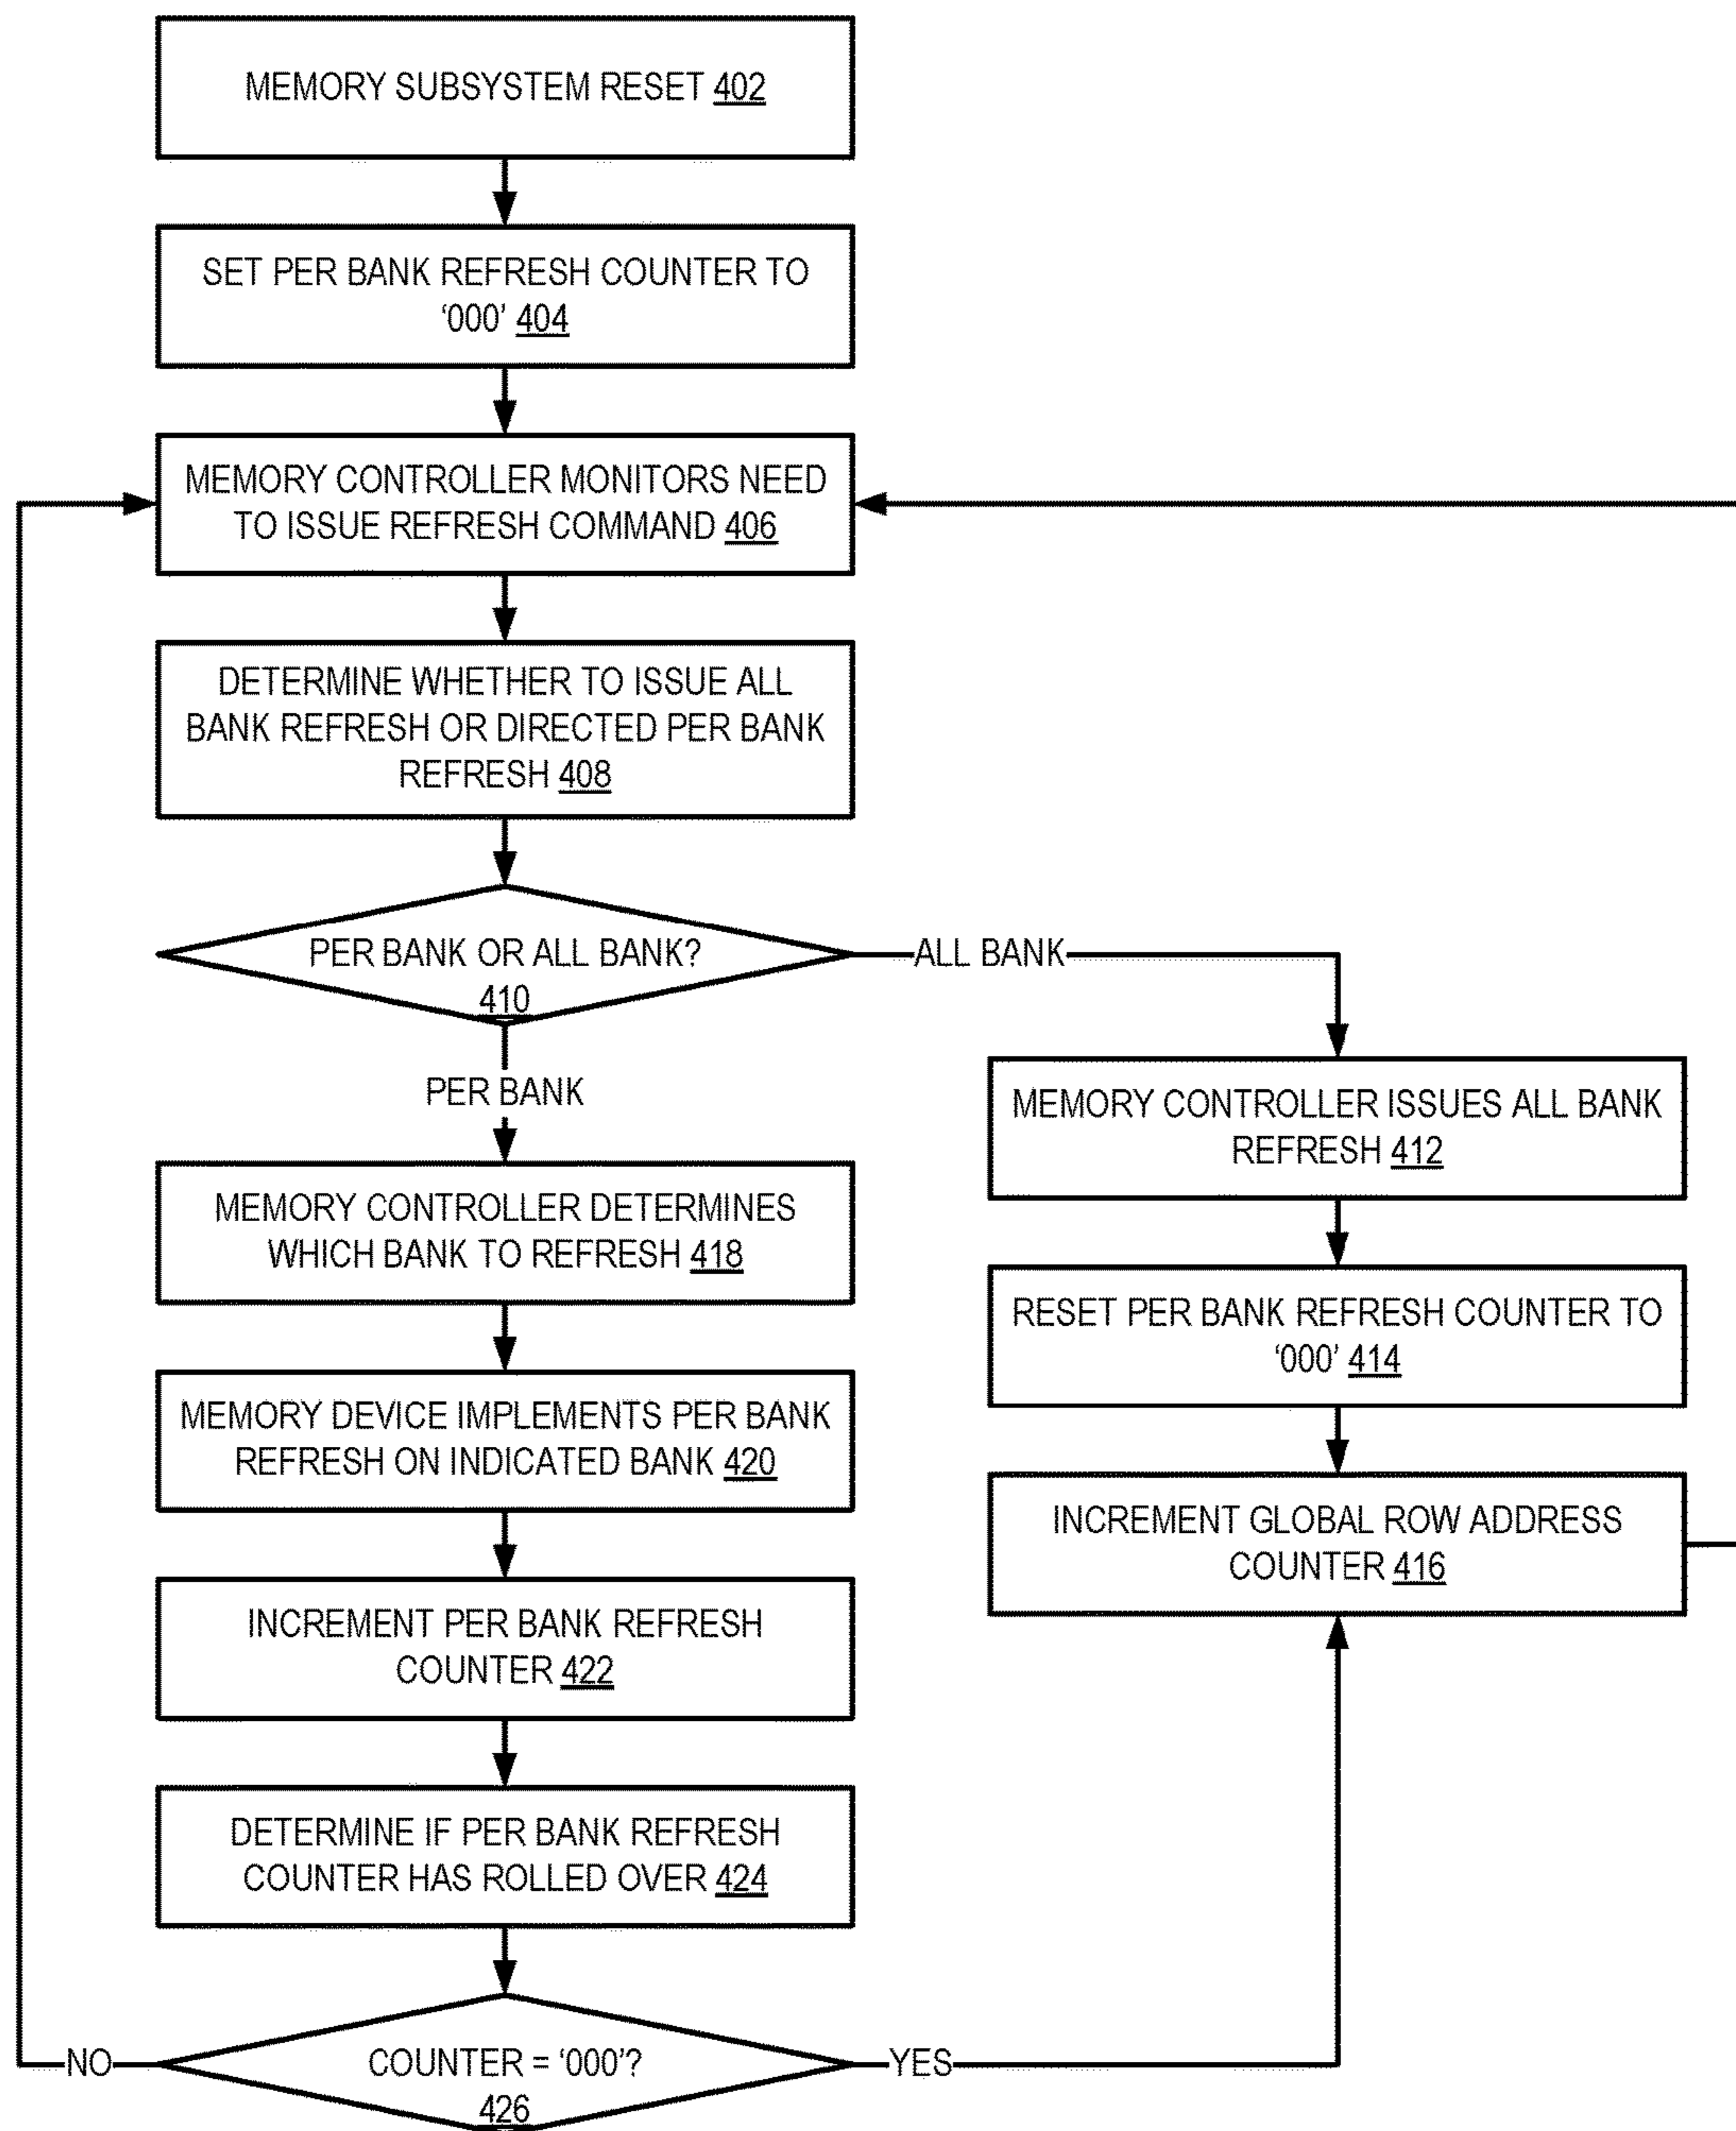 MEMORY SUBSYSTEM RESET 402
SET PER BANK REFRESH COUNTER TO
‘000’ 404
MEMORY CONTROLLER MONITORS NEED
TO ISSUE REFRESH COMMAND 406
DETERMINE WHETHER TO ISSUE ALL
BANK REFRESH OR DIRECTED PER BANK
REFRESH 408
PER BANK OR ALL BANK?
410
ALL BANK
PER BANK
MEMORY CONTROLLER ISSUES ALL BANK
REFRESH 412
RESET PER BANK REFRESH COUNTER TO
‘000’ 414
INCREMENT GLOBAL ROW ADDRESS
COUNTER 416
MEMORY CONTROLLER DETERMINES
WHICH BANK TO REFRESH 418
MEMORY DEVICE IMPLEMENTS PER BANK
REFRESH ON INDICATED BANK 420
INCREMENT PER BANK REFRESH
COUNTER 422
DETERMINE IF PER BANK REFRESH
COUNTER HAS ROLLED OVER 424
NO
COUNTER = ‘000’?
426
YES